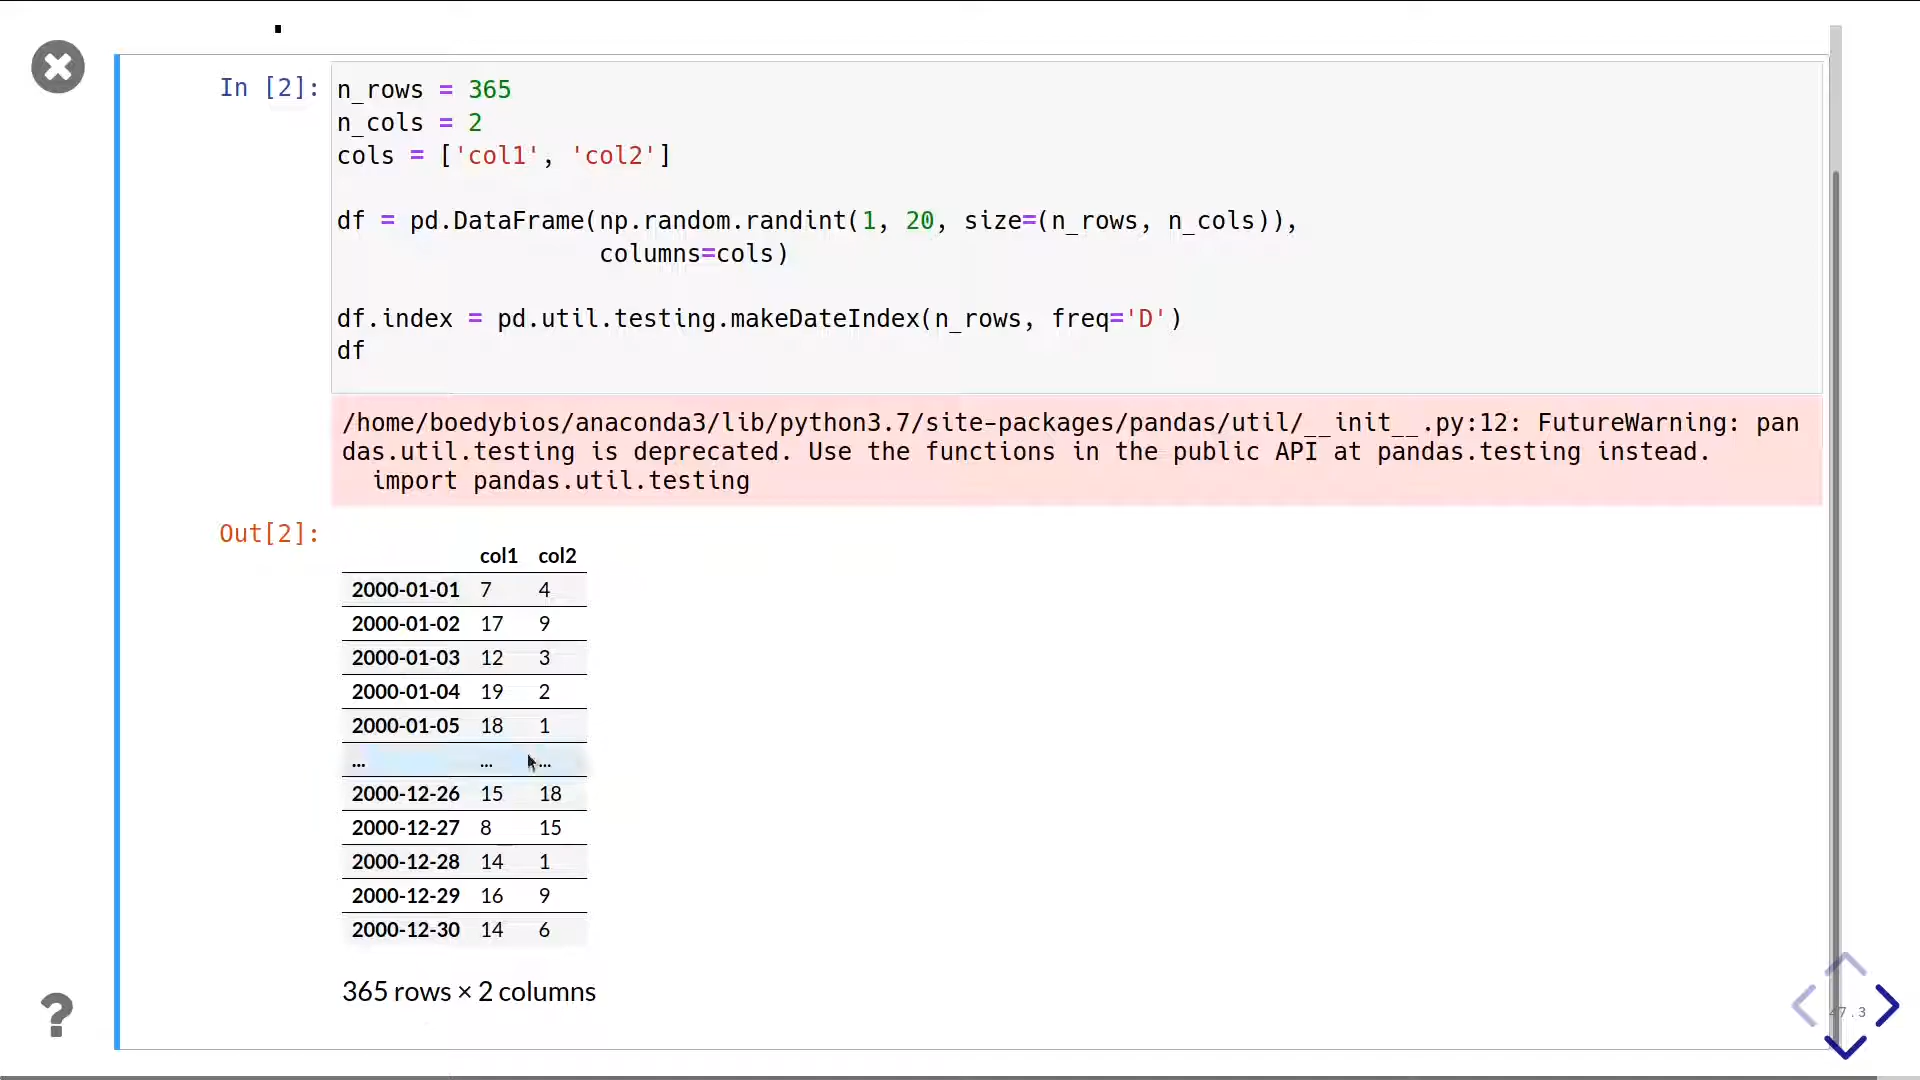 In [2]:
n_rows = 365
n_cols = 2
cols = ['col1', 'col2']
df = pd.DataFrame(np.random.randint(1, 20, size=(n_rows, n_cols)),
columns=cols)
df.index = pd.util.testing.makeDateIndex(n_rows, freq='D')
df
/home/boedybios/anaconda3/lib/python3.7/site-packages/pandas/util/__init__.py:12: FutureWarning: pan
das.util.testing is deprecated. Use the functions in the public API at pandas.testing instead.
import pandas.util.testing
Out[2]:
col1 col2
2000-01-01 7 4
2000-01-02 17 9
2000-01-03 12 3
2000-01-04 19 2
2000-01-05 18 1
... ... ...
2000-12-26 15 18
2000-12-27 8 15
2000-12-28 14 1
2000-12-29 16 9
2000-12-30 14 6
365 rows × 2 columns
?